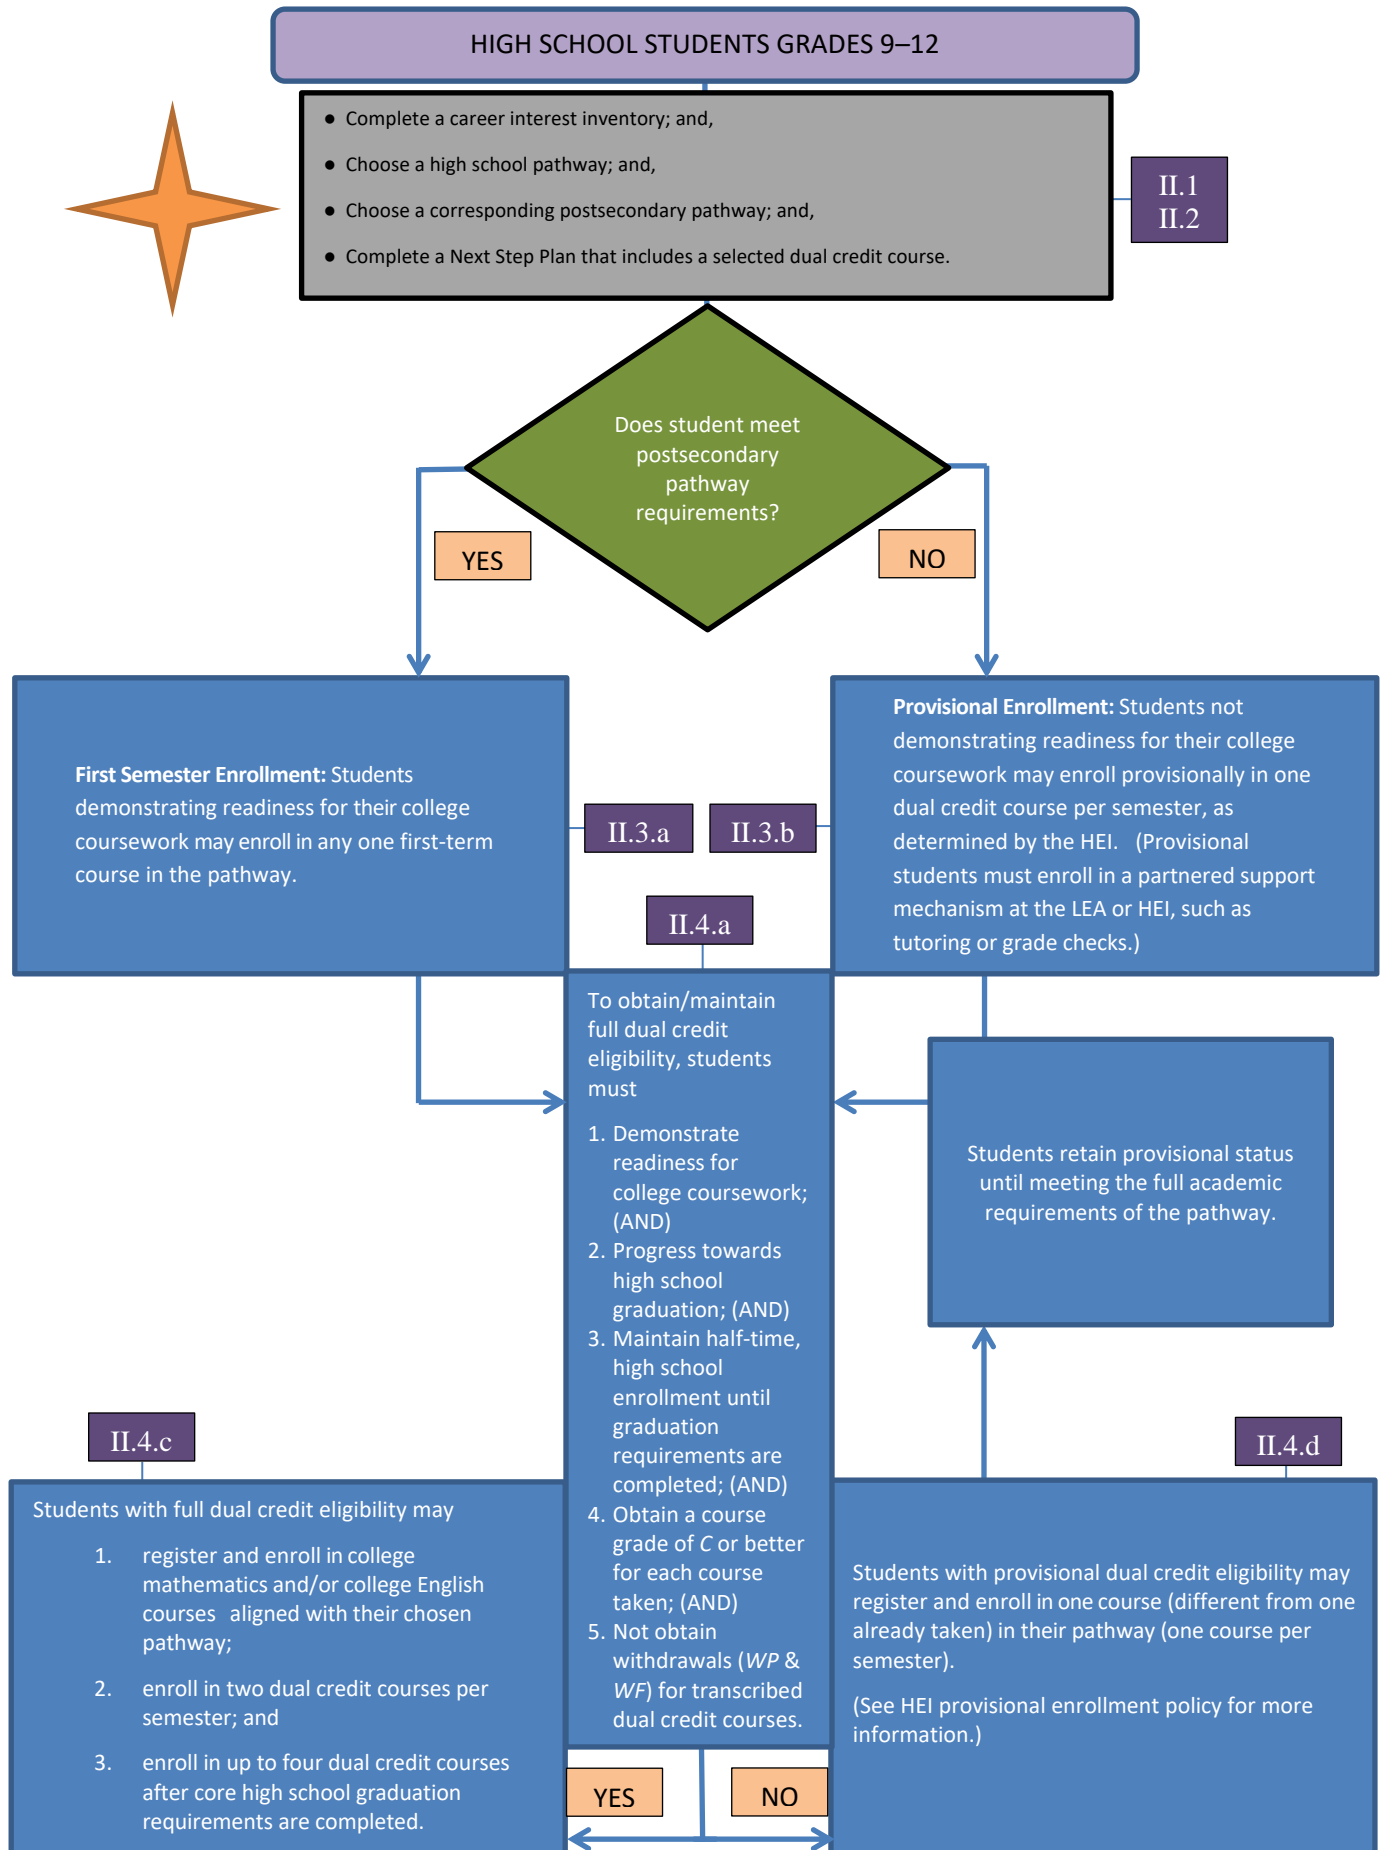 HIGH SCHOOL STUDENTS GRADES 9–12
● Complete a career interest inventory; and,
● Choose a high school pathway; and,
● Choose a corresponding postsecondary pathway; and,
● Complete a Next Step Plan that includes a selected dual credit course.
II.1
II.2
Does student meet
postsecondary
pathway
requirements?
YES
NO
First Semester Enrollment: Students
demonstrating readiness for their college
coursework may enroll in any one first-term
course in the pathway.
II.3.a
II.3.b
Provisional Enrollment: Students not
demonstrating readiness for their college
coursework may enroll provisionally in one
dual credit course per semester, as
determined by the HEI. (Provisional
students must enroll in a partnered support
mechanism at the LEA or HEI, such as
tutoring or grade checks.)
II.4.a
To obtain/maintain
full dual credit
eligibility, students
must
1. Demonstrate
readiness for
college coursework;
(AND)
2. Progress towards
high school
graduation; (AND)
3. Maintain half-time,
high school
enrollment until
graduation
requirements are
completed; (AND)
4. Obtain a course
grade of C or better
for each course
taken; (AND)
5. Not obtain
withdrawals (WP &
WF) for transcribed
dual credit courses.
Students retain provisional status
until meeting the full academic
requirements of the pathway.
II.4.c
Students with full dual credit eligibility may
1. register and enroll in college
mathematics and/or college English
courses aligned with their chosen
pathway;
2. enroll in two dual credit courses per
semester; and
3. enroll in up to four dual credit courses
after core high school graduation
requirements are completed.
II.4.d
Students with provisional dual credit eligibility may
register and enroll in one course (different from one
already taken) in their pathway (one course per
semester).
(See HEI provisional enrollment policy for more
information.)
YES
NO